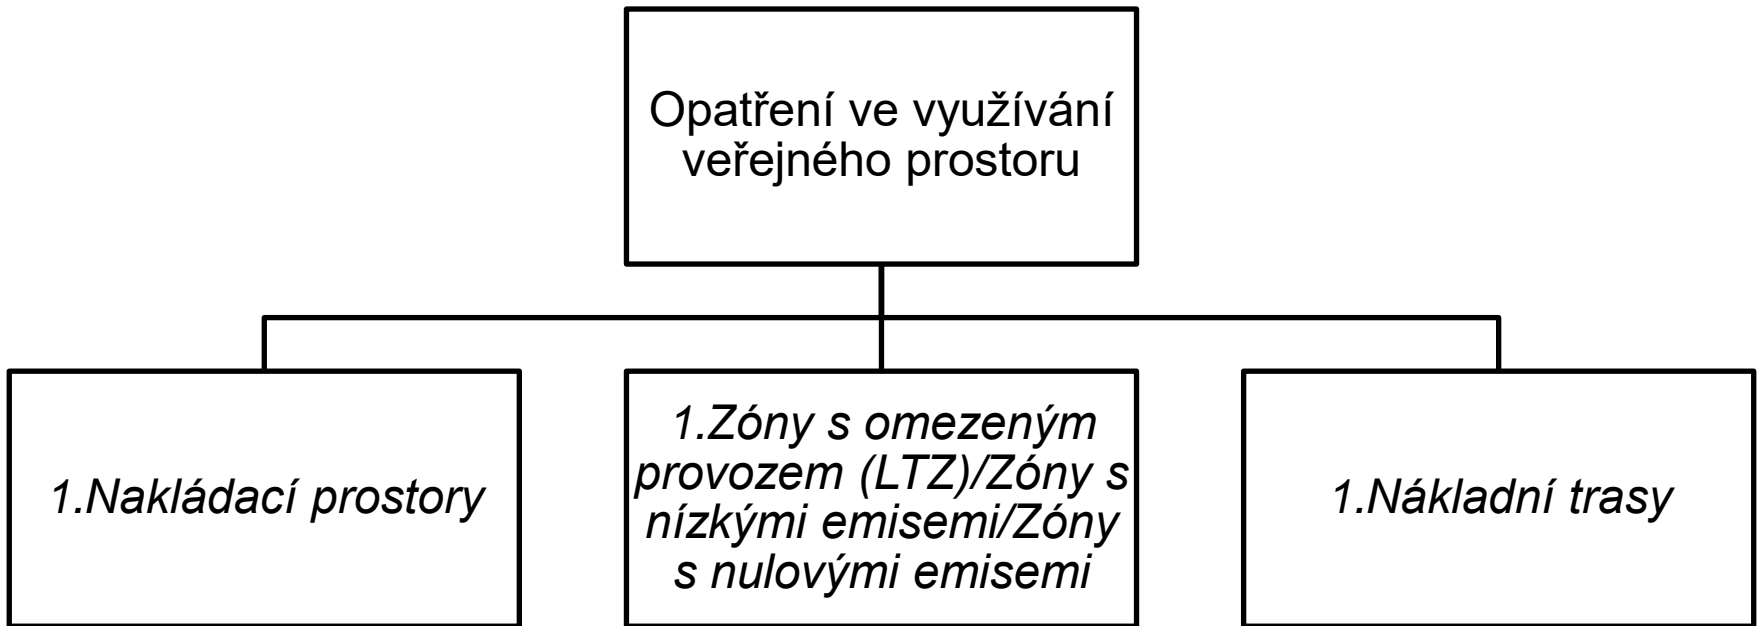 Opatření ve využívání
veřejného prostoru
1.Nakládací prostory
1.Zóny s omezeným
provozem (LTZ)/Zóny s
nízkými emisemi/Zóny
s nulovými emisemi
1.Nákladní trasy